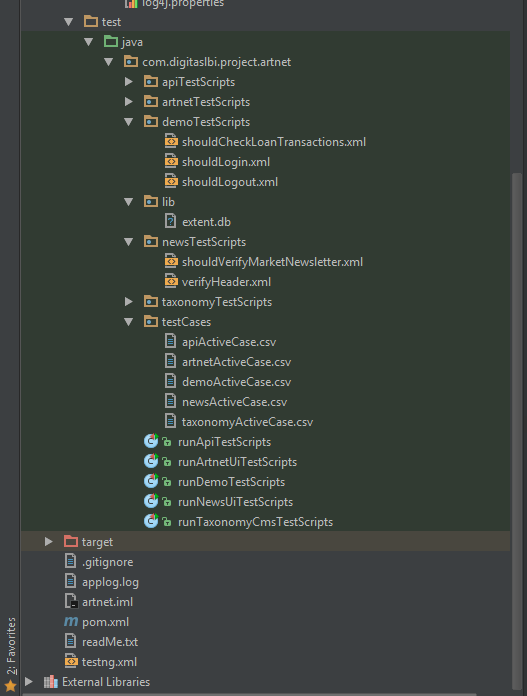 log4j.properties
test
java
com.digitaslbi.project.artnet
apiTestScripts
artnetTestScripts
demoTestScripts
shouldCheckLoanTransactions.xml
shouldLogin.xml
shouldLogout.xml
lib
extent.db
newsTestScripts
shouldVerifyMarketNewsletter.xml
verifyHeader.xml
taxonomyTestScripts
testCases
apiActiveCase.csv
artnetActiveCase.csv
demoActiveCase.csv
newsActiveCase.csv
taxonomyActiveCase.csv
runApiTestScripts
runArtnetUiTestScripts
runDemoTestScripts
runNewsUiTestScripts
runTaxonomyCmsTestScripts
target
.gitignore
applog.log
artnet.iml
pom.xml
readMe.txt
testng.xml
External Libraries
2: Favorites